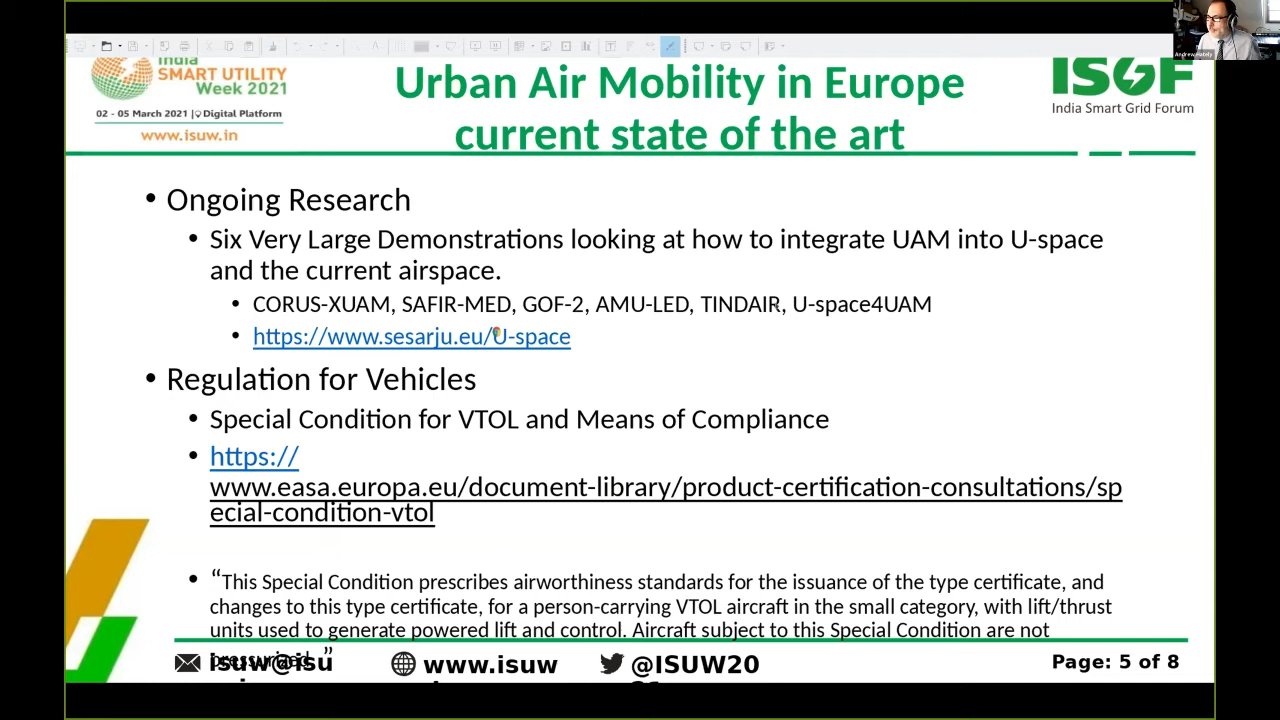 India
SMART UTILITY
Week 2021
02 - 05 March 2021 | Digital Platform
www.isuw.in
Urban Air Mobility in Europe
current state of the art
ISGF
India Smart Grid Forum
Andrew Hately
• Ongoing Research
• Six Very Large Demonstrations looking at how to integrate UAM into U-space
and the current airspace.
• CORUS-XUAM, SAFIR-MED, GOF-2, AMU-LED, TINDAIR, U-space4UAM
• https://www.sesarju.eu/U-space
• Regulation for Vehicles
• Special Condition for VTOL and Means of Compliance
• https://
www.easa.europa.eu/document-library/product-certification-consultations/sp
ecial-condition-vtol
• “This Special Condition prescribes airworthiness standards for the issuance of the type certificate, and
changes to this type certificate, for a person-carrying VTOL aircraft in the small category, with lift/thrust
units used to generate powered lift and control. Aircraft subject to this Special Condition are not
pressurized. ”
isuw@isu
www.isuw
@ISUW20
Page: 5 of 8